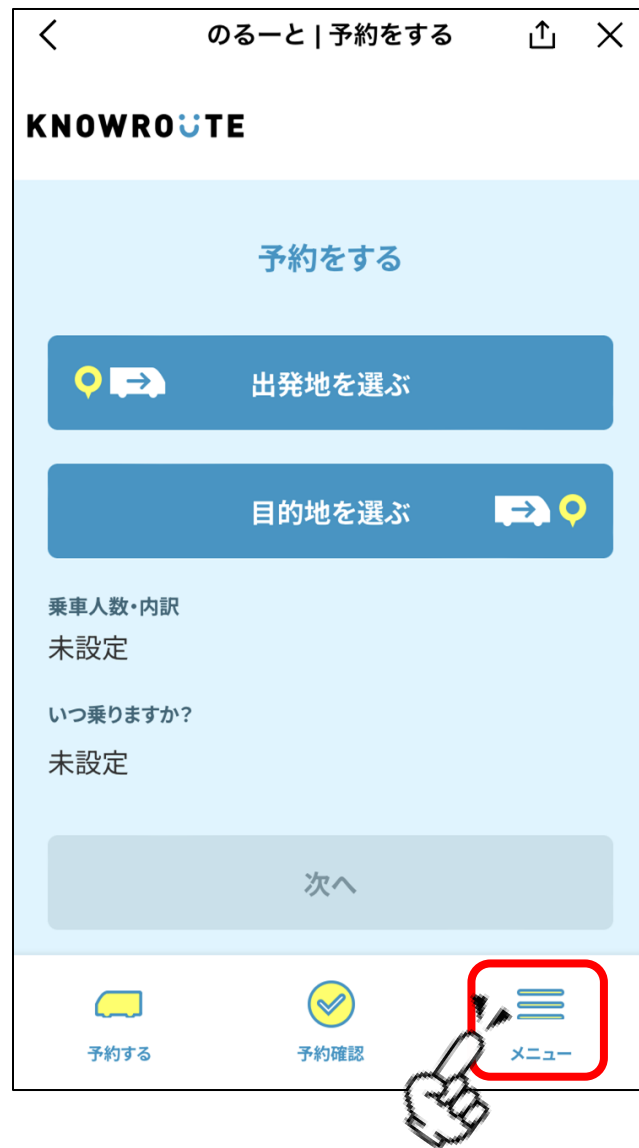 のるーと | 予約をする
KNOWROUTE
予約をする
出発地を選ぶ
目的地を選ぶ
乗車人数・内訳
未設定
いつ乗りますか?
未設定
次へ
予約する
予約確認
メニュー